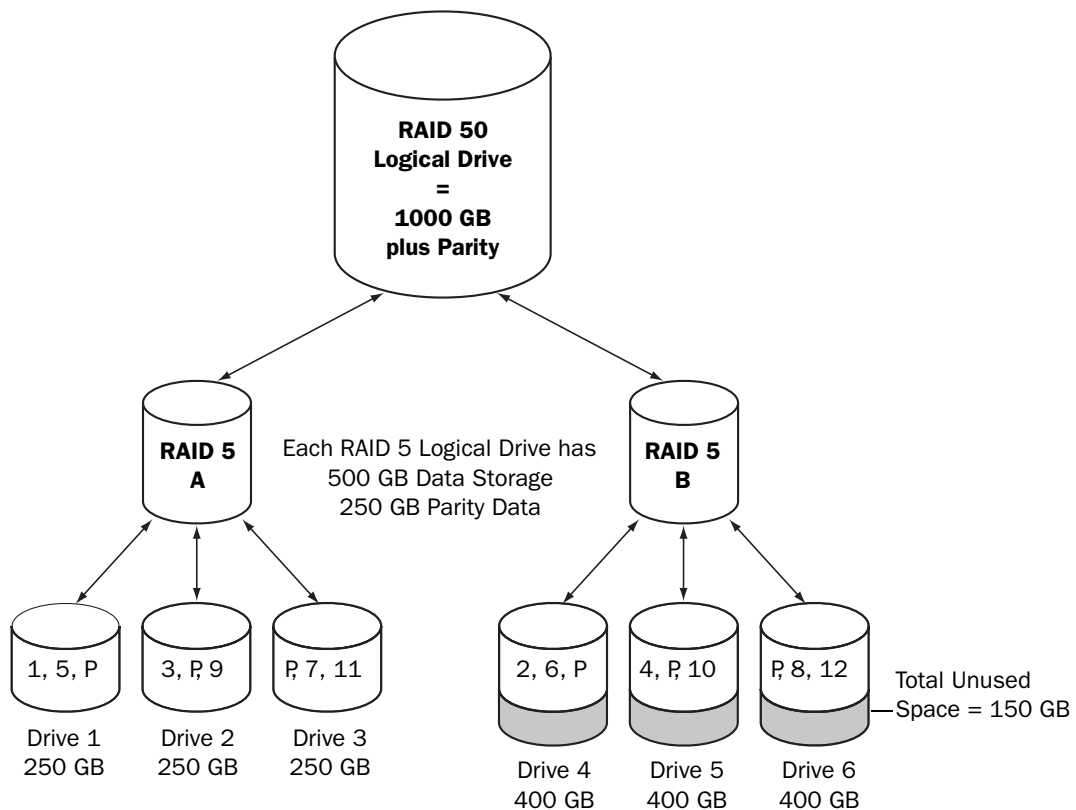 RAID 50
Logical Drive
=
1000 GB
plus Parity
RAID 5
A
Each RAID 5 Logical Drive has
500 GB Data Storage
250 GB Parity Data
RAID 5
B
1, 5, P
3, P, 9
P, 7, 11
2, 6, P
4, P, 10
P, 8, 12
Total Unused
Space = 150 GB
Drive 1
250 GB
Drive 2
250 GB
Drive 3
250 GB
Drive 4
400 GB
Drive 5
400 GB
Drive 6
400 GB